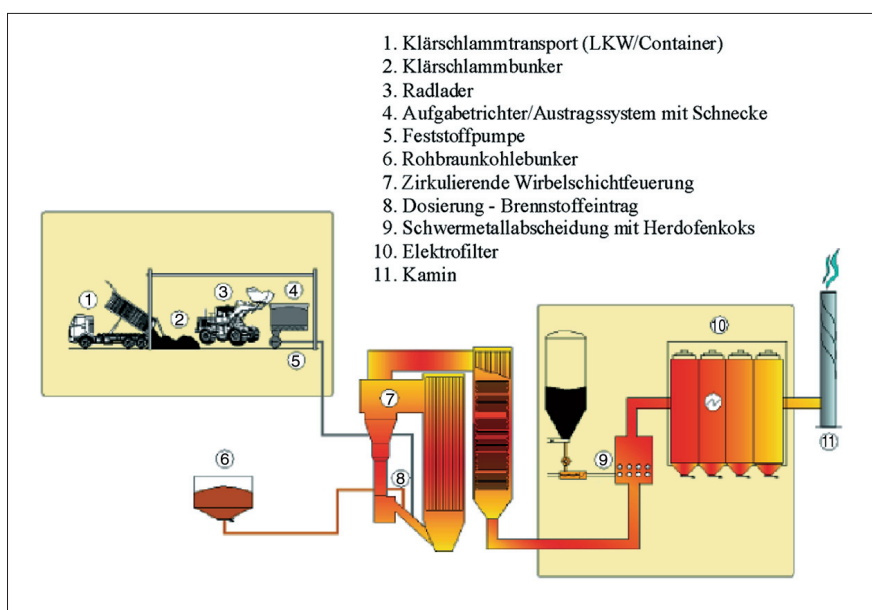 1. Klärschlammtransport (LKW/Container)
2. Klärschlammbunker
3. Radlader
4. Aufgabetrichter/Austragssystem mit Schnecke
5. Feststoffpumpe
6. Rohbraunkohlebunker
7. Zirkulierende Wirbelschichtfeuerung
8. Dosierung - Brennstoffeintrag
9. Schwermetallabscheidung mit Herdofenkoks
10. Elektrofilter
11. Kamin
1
2
3
4
5
6
7
8
9
10
11